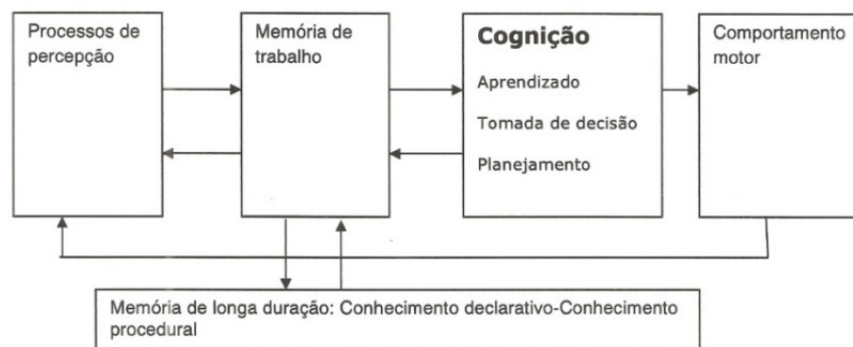 Processos de
percepção
Memória de
trabalho
Cognição
Aprendizado
Tomada de decisão
Planejamento
Comportamento
motor
Memória de longa duração: Conhecimento declarativo-Conhecimento
procedural